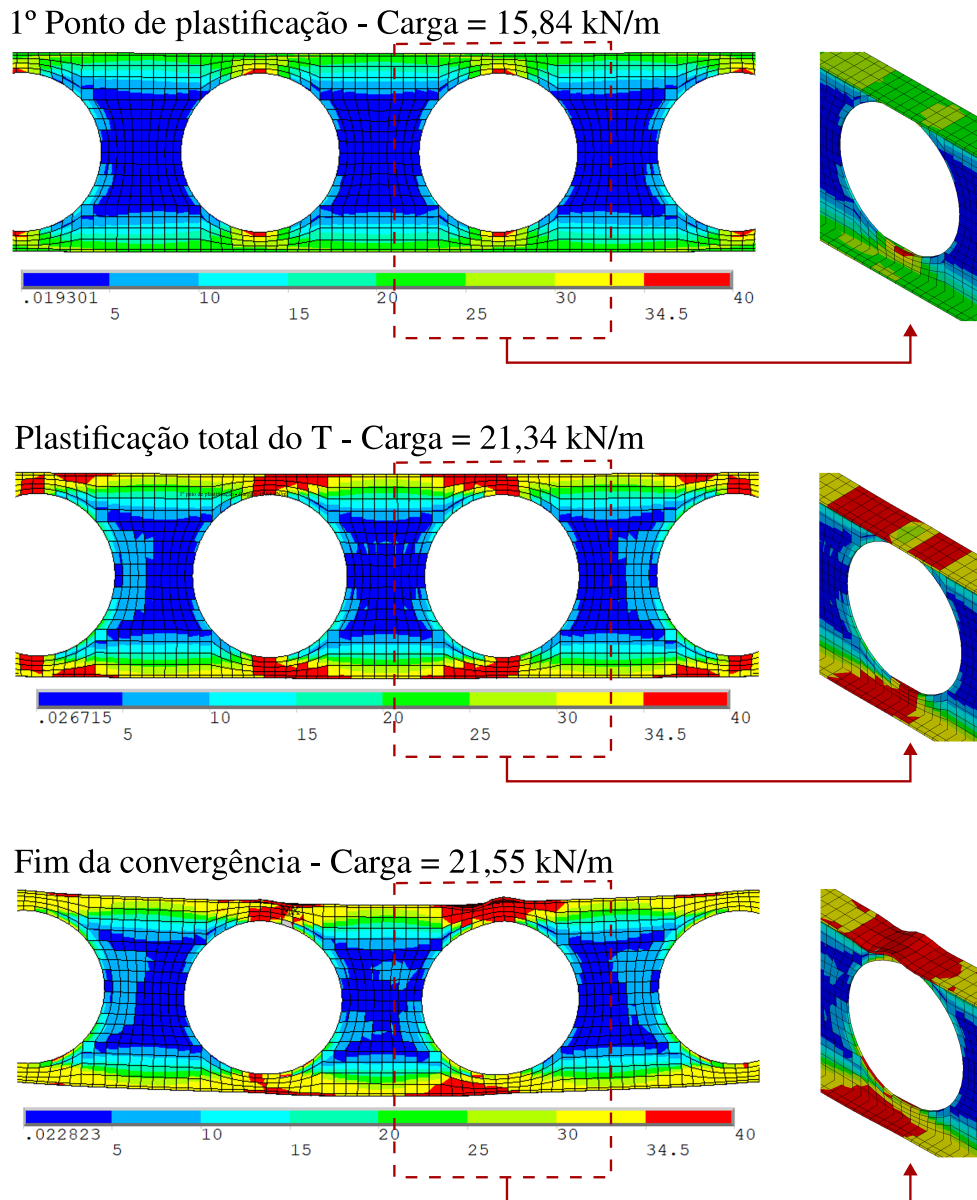 1º Ponto de plastificação - Carga = 15,84 kN/m
.019301 10 20 30 40
5 15 25 34.5
Plastificação total do T - Carga = 21,34 kN/m
.026715 10 20 30 40
5 15 25 34.5
Fim da convergência - Carga = 21,55 kN/m
.022823 10 20 30 40
5 15 25 34.5